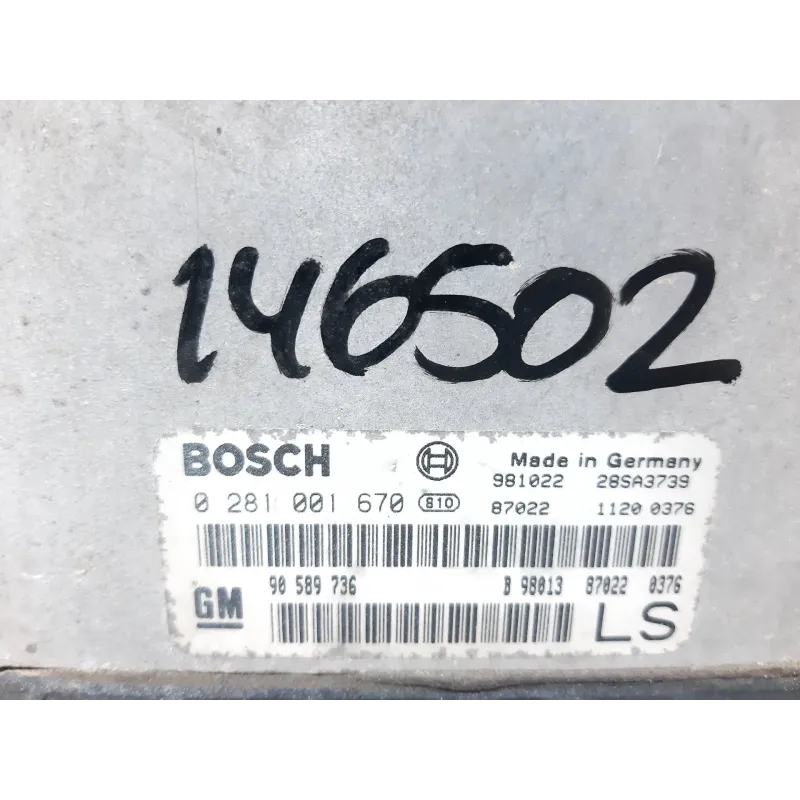 146502
BOSCH Made in Germany
981022 28SA3739
0 281 001 670 S10 87022 1120 0376
90 589 736 B 98013 87022 0376
GM LS